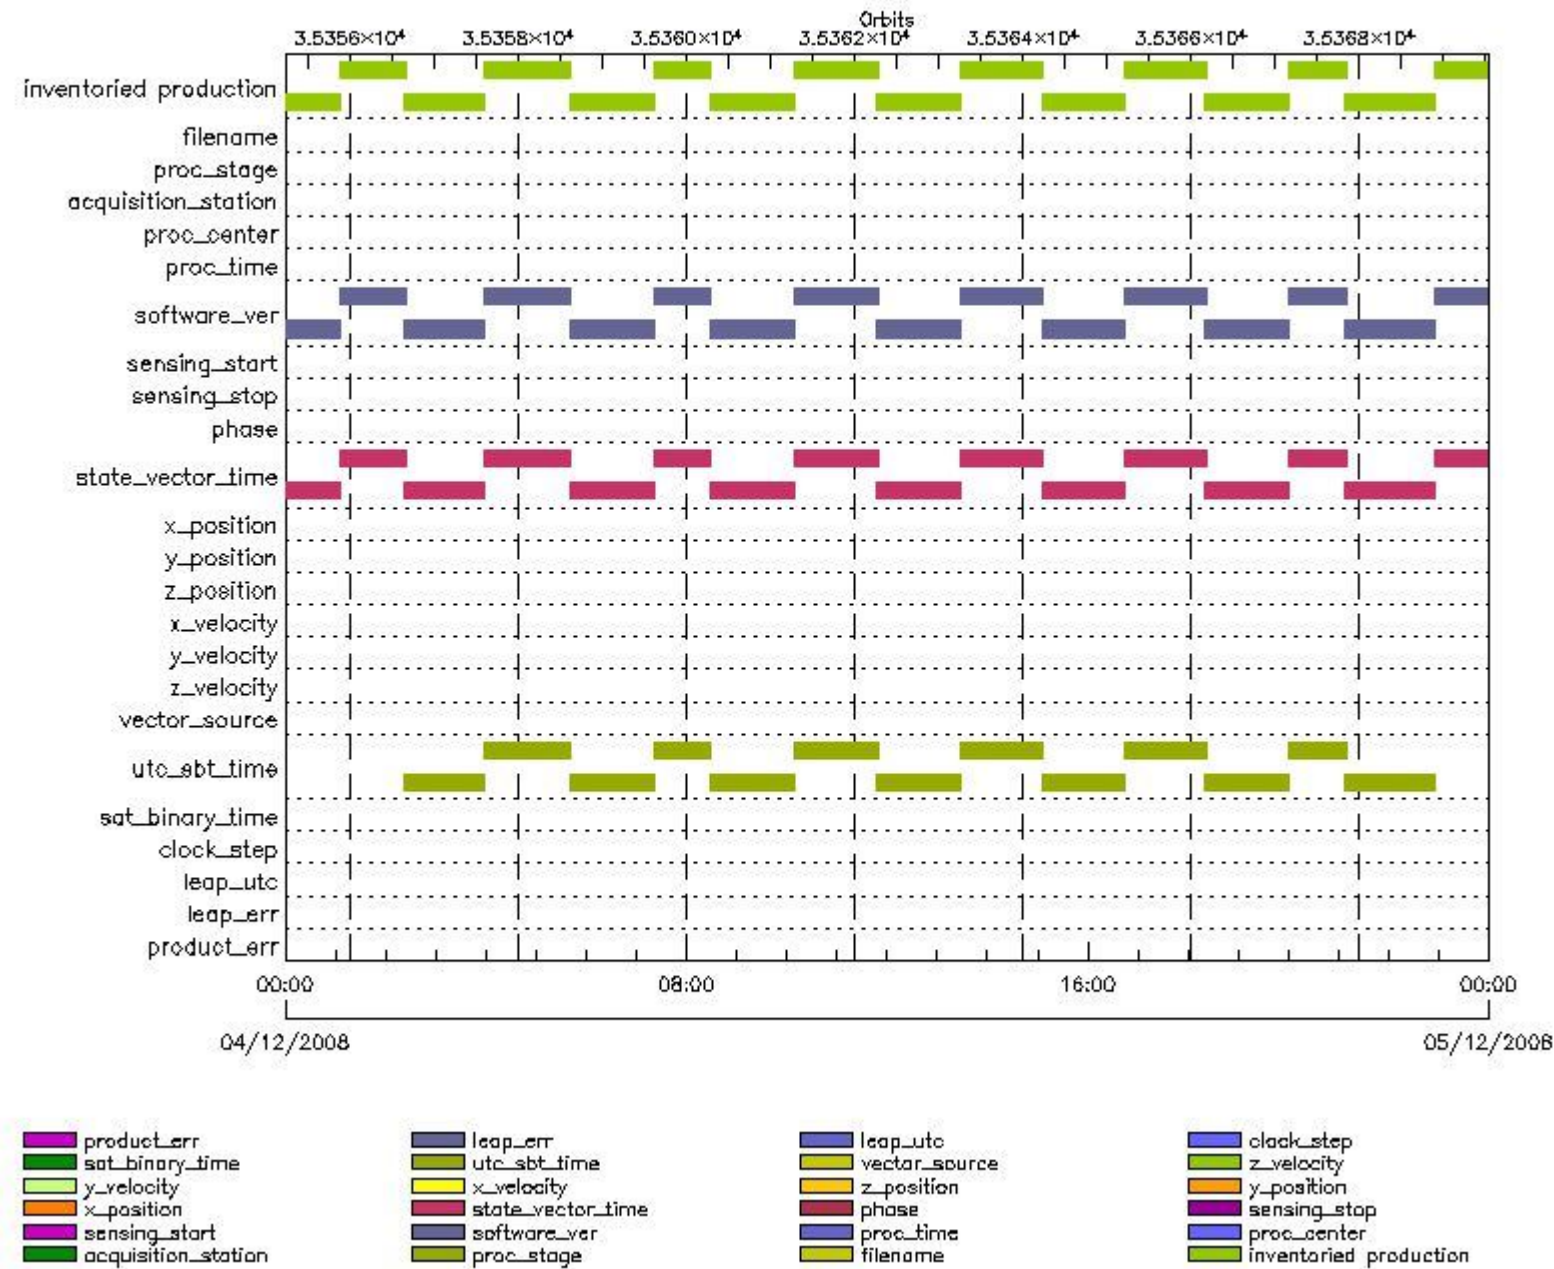 Orbits
3.5356×10⁴ 3.5358×10⁴ 3.5360×10⁴ 3.5362×10⁴ 3.5364×10⁴ 3.5366×10⁴ 3.5368×10⁴
inventoried production
filename
proc_stage
acquisition_station
proc_center
proc_time
software_ver
sensing_start
sensing_stop
phase
state_vector_time
x_position
y_position
z_position
x_velocity
y_velocity
z_velocity
vector_source
utc_sbt_time
sat_binary_time
clock_step
leap_utc
leap_err
product_err
00:00 08:00 16:00 00:00
04/12/2008 05/12/2008
product_err leap_err leap_utc clock_step
sat_binary_time utc_sbt_time vector_source z_velocity
y_velocity x_velocity z_position y_position
x_position state_vector_time phase sensing_stop
sensing_start software_ver proc_time proc_center
acquisition_station proc_stage filename inventoried production